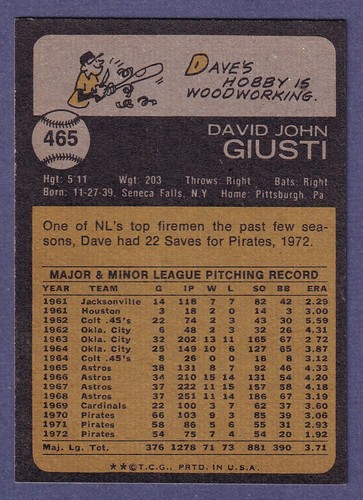 DAVE'S
HOBBY IS
WOODWORKING.
465
DAVID JOHN
GIUSTI
Hgt: 5 11 Wgt: 203 Throws: Right Bats: Right
Born: 11-27-39, Seneca Falls, N.Y Home: Pittsburgh, Pa
One of NL's top firemen the past few sea-
sons, Dave had 22 Saves for Pirates, 1972.
MAJOR & MINOR LEAGUE PITCHING RECORD
YEAR TEAM G IP W L SO BB ERA
1961 Jacksonville 14 118 7 7 82 42 2.29
1961 Houston 3 18 2 0 14 3 3.00
1962 Colt .45's 22 74 2 3 43 30 5.59
1962 Okla. City 6 48 2 3 32 26 4.31
1963 Okla. City 32 202 13 11 165 67 2.72
1964 Okla. City 25 149 10 6 127 65 3.87
1964 Colt .45's 8 26 0 0 18 8 3.12
1965 Astros 38 131 8 7 92 46 4.33
1966 Astros 34 210 15 14 131 54 4.20
1967 Astros 37 222 11 15 157 58 4.18
1968 Astros 37 251 11 14 186 67 3.19
1969 Cardinals 22 100 3 7 62 37 3.60
1970 Pirates 66 103 9 3 85 39 3.06
1971 Pirates 58 86 5 6 55 31 2.93
1972 Pirates 54 75 7 4 54 20 1.92
Maj. Lg. Tot. 376 1278 71 73 881 390 3.71
**©T.C.G., PRTD. IN U.S.A.